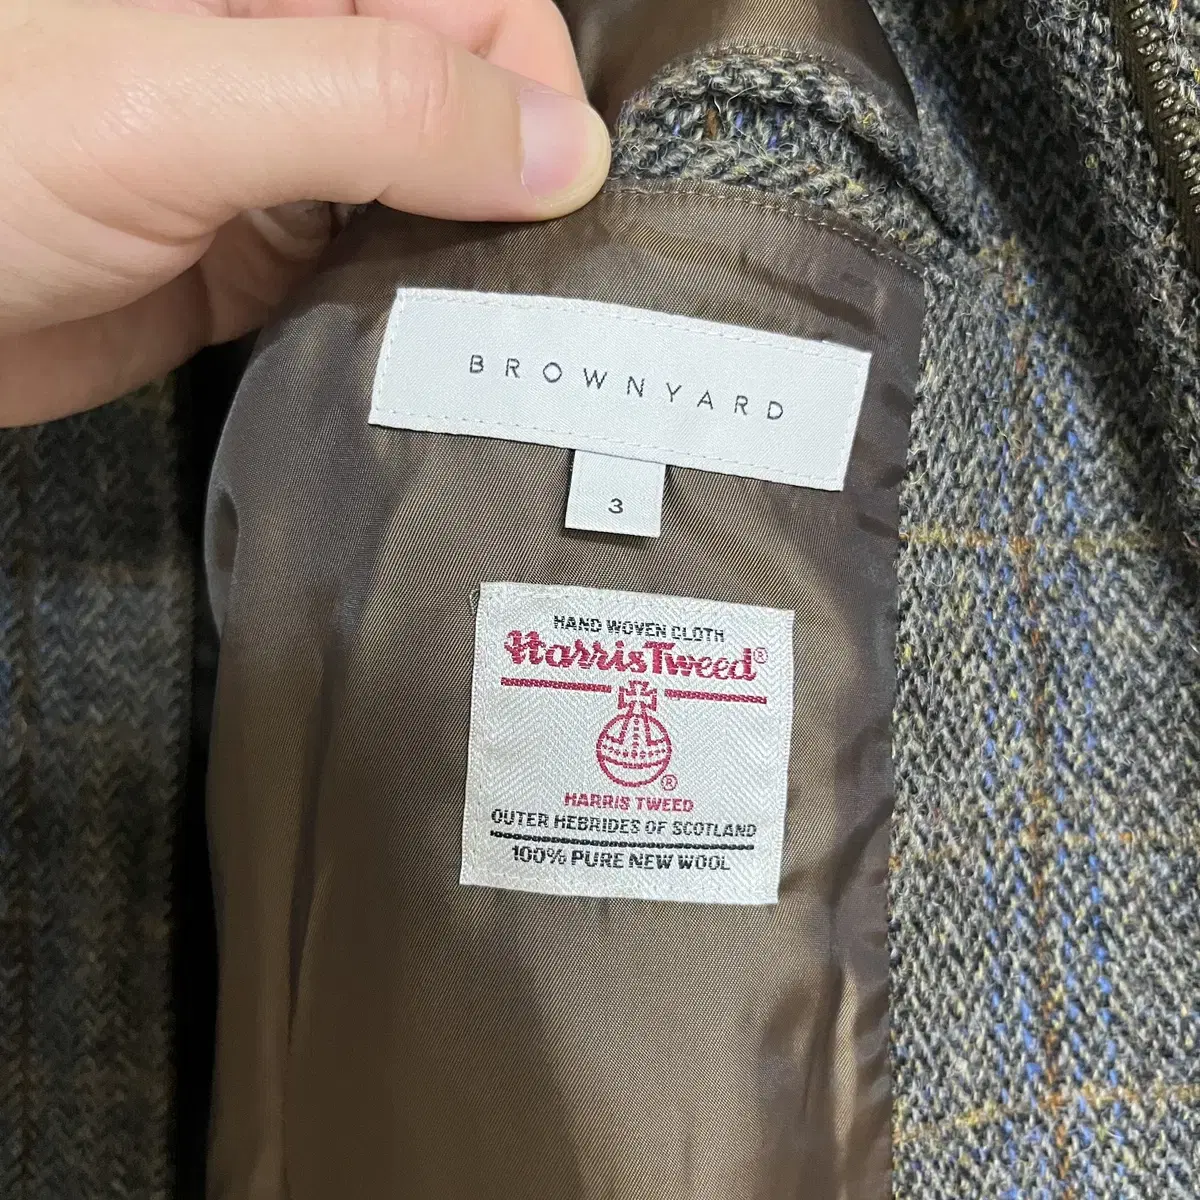 BROWNYARD
3
HAND WOVEN CLOTH
Harris Tweed®
®
HARRIS TWEED
OUTER HEBRIDES OF SCOTLAND
100% PURE NEW WOOL